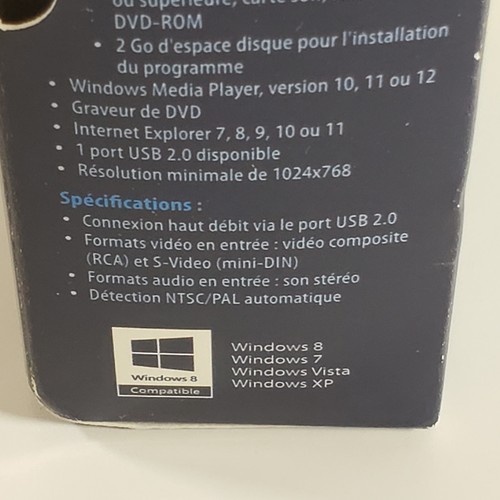 ou supérieure, carte son,
DVD-ROM
• 2 Go d'espace disque pour l'installation
du programme
• Windows Media Player, version 10, 11 ou 12
• Graveur de DVD
• Internet Explorer 7, 8, 9, 10 ou 11
• 1 port USB 2.0 disponible
• Résolution minimale de 1024x768
Spécifications :
• Connexion haut débit via le port USB 2.0
• Formats vidéo en entrée : vidéo composite
(RCA) et S-Video (mini-DIN)
• Formats audio en entrée : son stéréo
• Détection NTSC/PAL automatique
Windows 8
Compatible
Windows 8
Windows 7
Windows Vista
Windows XP